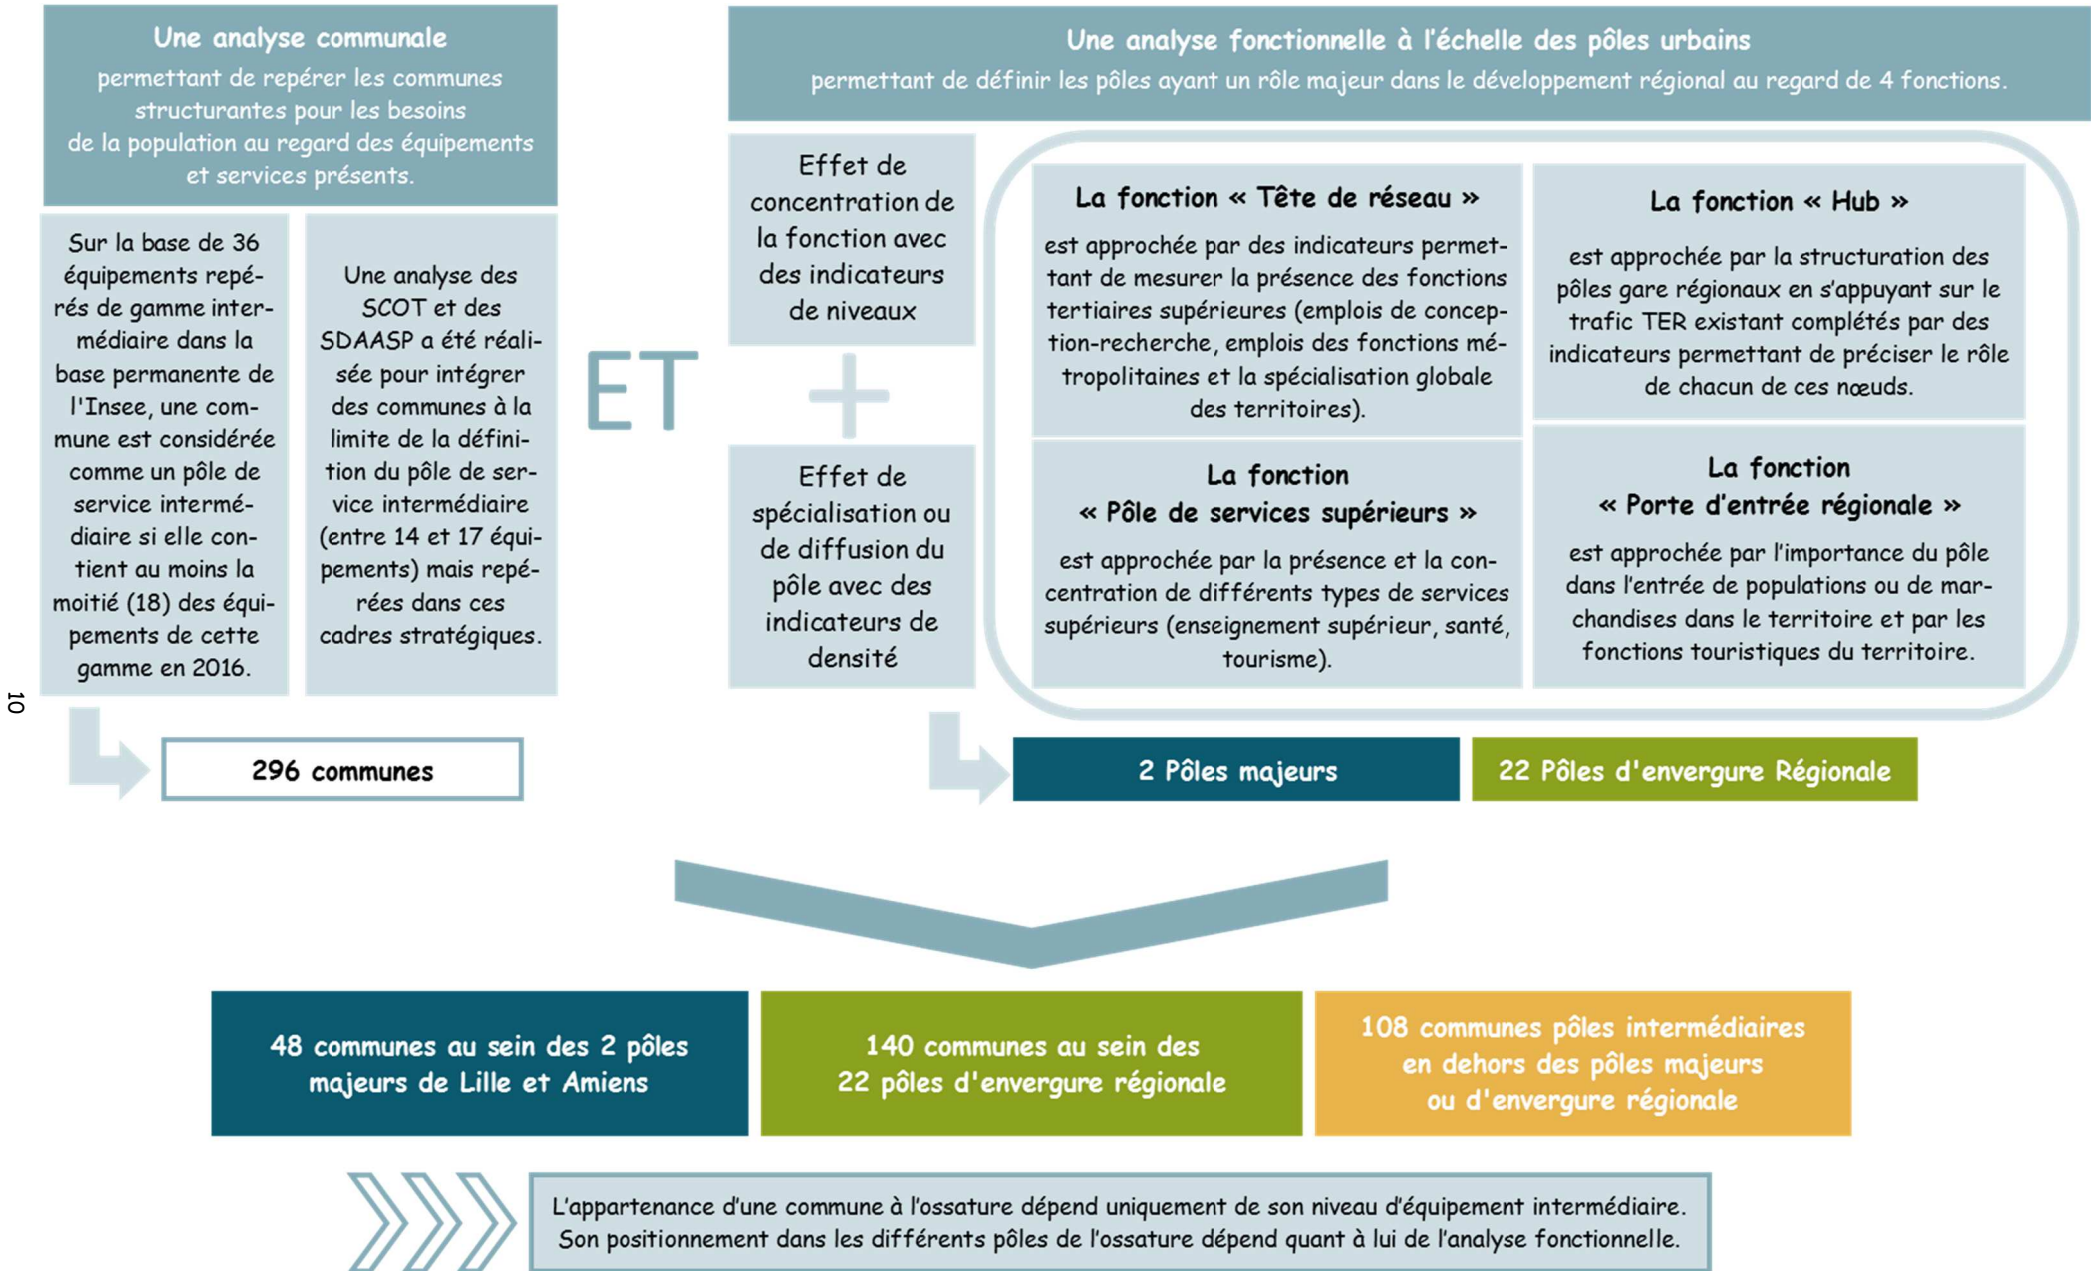 Une analyse communale
permettant de repérer les communes
structurantes pour les besoins
de la population au regard des équipements
et services présents.
Sur la base de 36
équipements repé-
rés de gamme inter-
médiaire dans la
base permanente de
l'Insee, une com-
mune est considérée
comme un pôle de
service intermé-
diaire si elle con-
tient au moins la
moitié (18) des équi-
pements de cette
gamme en 2016.
Une analyse des
SCOT et des
SDAASP a été réali-
sée pour intégrer
des communes à la
limite de la défini-
tion du pôle de ser-
vice intermédiaire
(entre 14 et 17 équi-
pements) mais repé-
rées dans ces
cadres stratégiques.
296 communes
ET
Une analyse fonctionnelle à l'échelle des pôles urbains
permettant de définir les pôles ayant un rôle majeur dans le développement régional au regard de 4 fonctions.
Effet de
concentration de
la fonction avec
des indicateurs
de niveaux
+
Effet de
spécialisation ou
de diffusion du
pôle avec des
indicateurs de
densité
La fonction « Tête de réseau »
est approchée par des indicateurs permet-
tant de mesurer la présence des fonctions
tertiaires supérieures (emplois de concep-
tion-recherche, emplois des fonctions mé-
tropolitaines et la spécialisation globale
des territoires).
La fonction « Hub »
est approchée par la structuration des
pôles gare régionaux en s'appuyant sur le
trafic TER existant complétés par des
indicateurs permettant de préciser le rôle
de chacun de ces nœuds.
La fonction
« Pôle de services supérieurs »
est approchée par la présence et la con-
centration de différents types de services
supérieurs (enseignement supérieur, santé,
tourisme).
La fonction
« Porte d'entrée régionale »
est approchée par l'importance du pôle
dans l'entrée de populations ou de mar-
chandises dans le territoire et par les
fonctions touristiques du territoire.
2 Pôles majeurs
22 Pôles d'envergure Régionale
48 communes au sein des 2 pôles
majeurs de Lille et Amiens
140 communes au sein des
22 pôles d'envergure régionale
108 communes pôles intermédiaires
en dehors des pôles majeurs
ou d'envergure régionale
L'appartenance d'une commune à l'ossature dépend uniquement de son niveau d'équipement intermédiaire.
Son positionnement dans les différents pôles de l'ossature dépend quant à lui de l'analyse fonctionnelle.
10